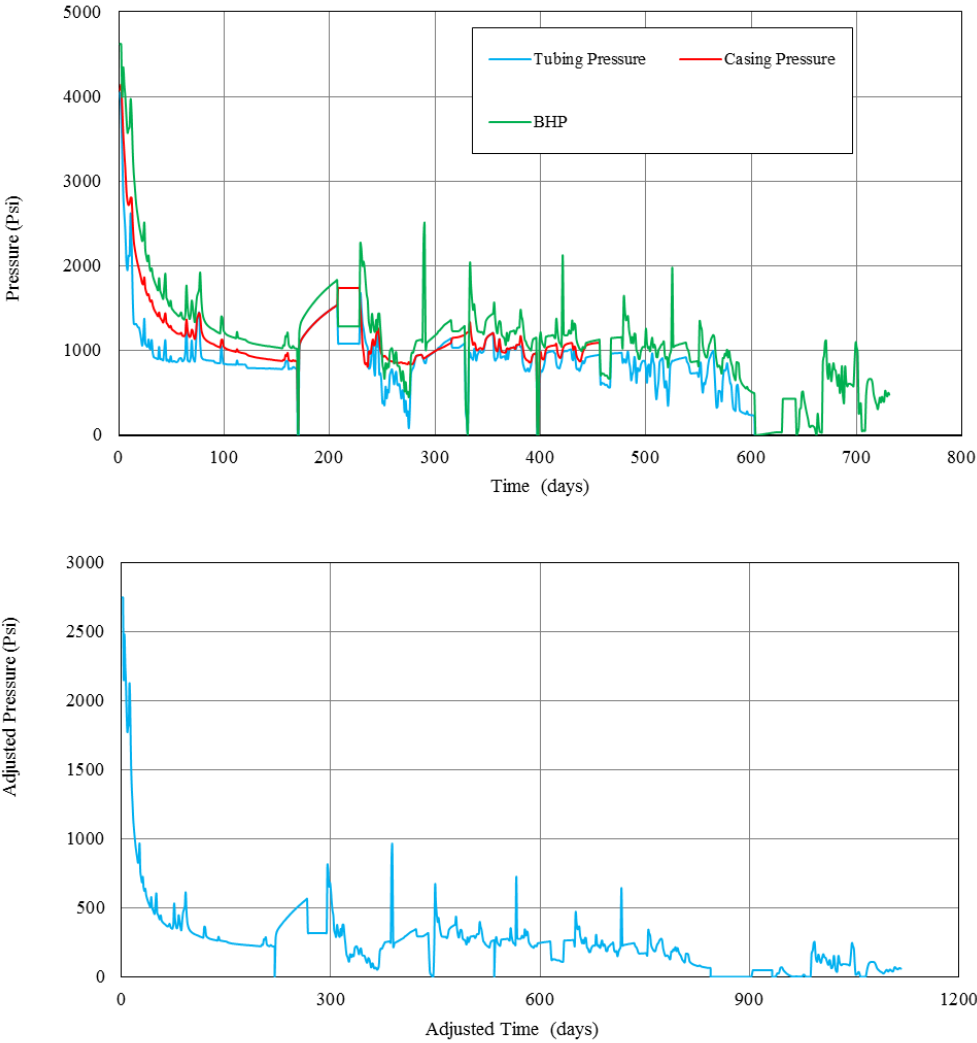 5000
Tubing Pressure
Casing Pressure
4000
BHP
3000
Pressure (Psi)
2000
1000
0
0 100 200 300 400 500 600 700 800
Time (days)
3000
2500
2000
Adjusted Pressure (Psi)
1500
1000
500
0
0 300 600 900 1200
Adjusted Time (days)